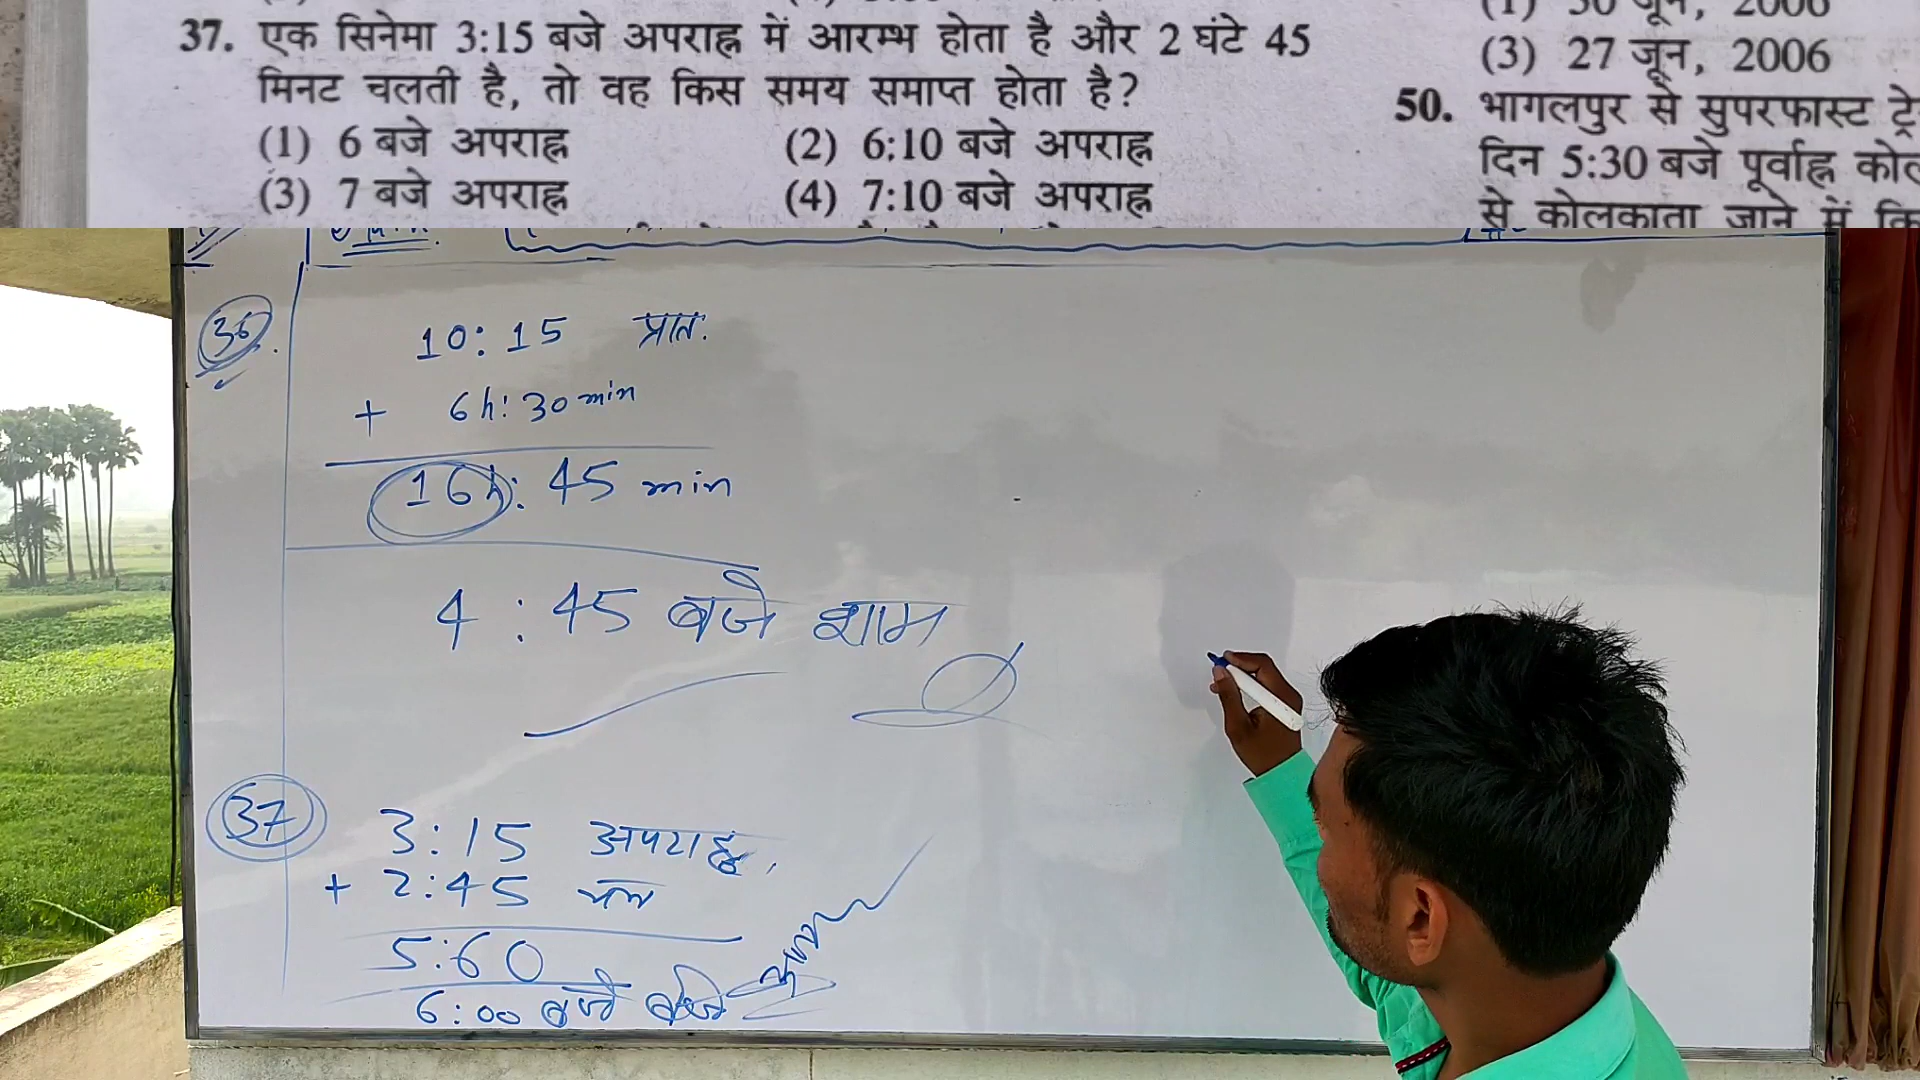 37. एक सिनेमा 3:15 बजे अपराह्न में आरम्भ होता है और 2 घंटे 45
मिनट चलती है, तो वह किस समय समाप्त होता है?
(1) 6 बजे अपराह्न (2) 6:10 बजे अपराह्न
(3) 7 बजे अपराह्न (4) 7:10 बजे अपराह्न
(3) 27 जून, 2006
50. भागलपुर से सुपरफास्ट
दिन 5:30 बजे पूर्वाह्न
से कोलकाता जाने में
36.
10:15 प्रात.
+ 6h:30 min
16h:45 min
4:45 बजे शाम
37
3:15 अपराह्न
+ 2:45
5:60
6:00 बजे